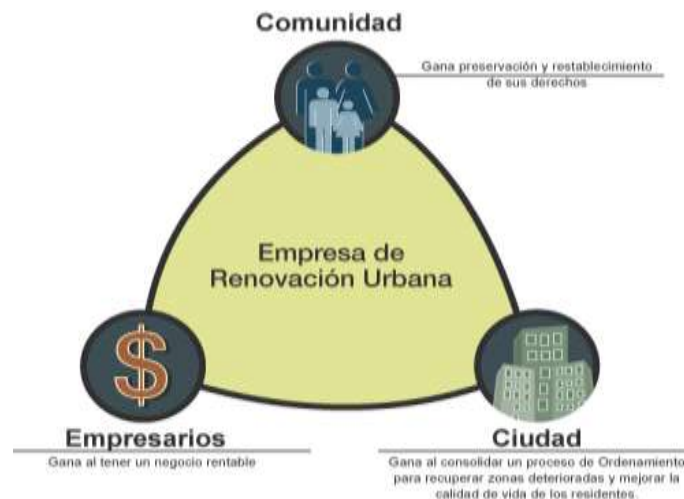 Comunidad
Gana preservación y restablecimiento
de sus derechos
Empresa de
Renovación Urbana
$
Empresarios
Gana al tener un negocio rentable
Ciudad
Gana al consolidar un proceso de Ordenamiento
para recuperar zonas deterioradas y mejorar la
calidad de vida de los residentes.